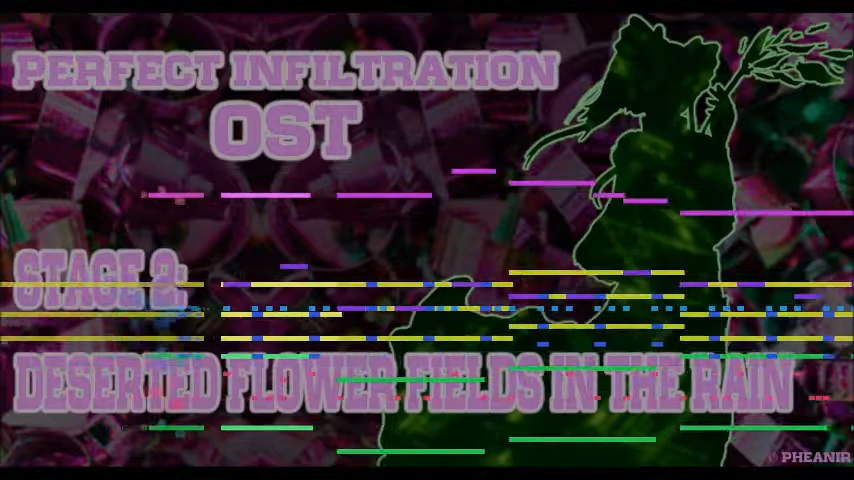 PERFECT INFILTRATION
OST
STAGE 2:
DESERTED FLOWER FIELDS IN THE RAIN
© PHEANIR